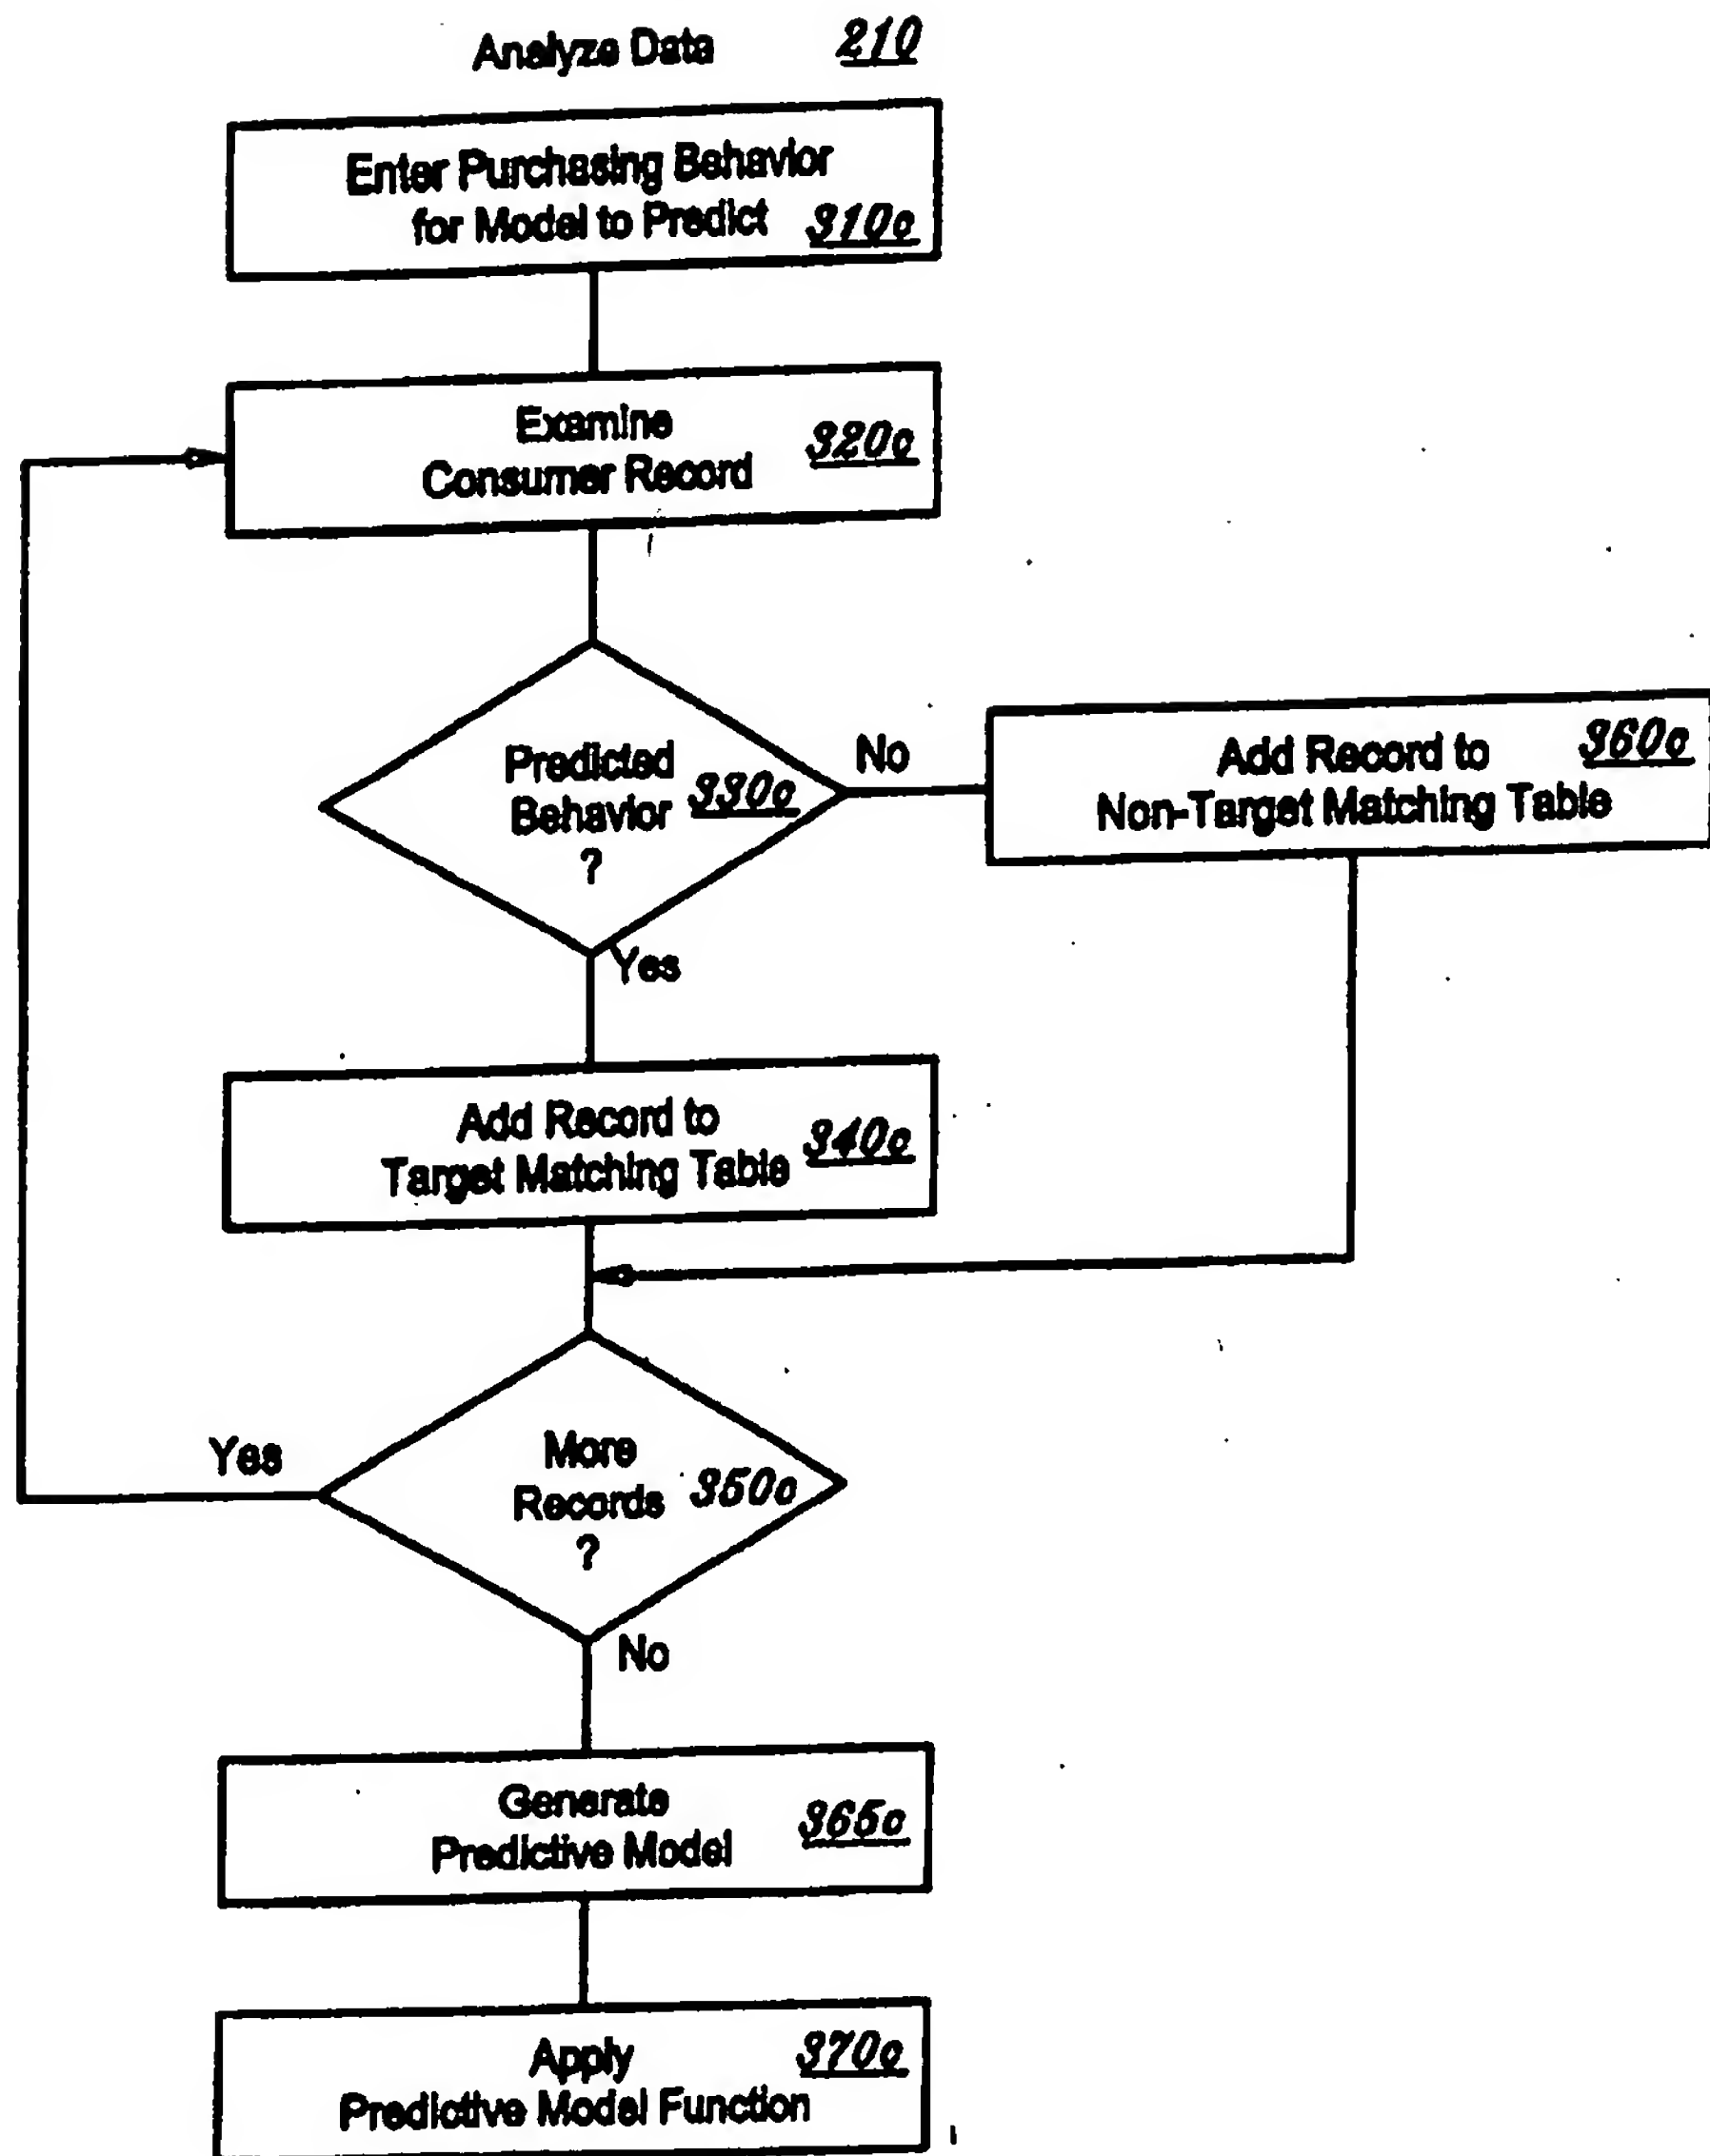 Analyze Data 210
Enter Purchasing Behavior
for Model to Predict 310c
Examine
Consumer Record 320c
Predicted
Behavior 330c
?
No
Add Record to 360c
Non-Target Matching Table
Yes
Add Record to
Target Matching Table 340c
Yes
More
Records 350c
?
No
Generate
Predictive Model 365c
Apply 370c
Predictive Model Function